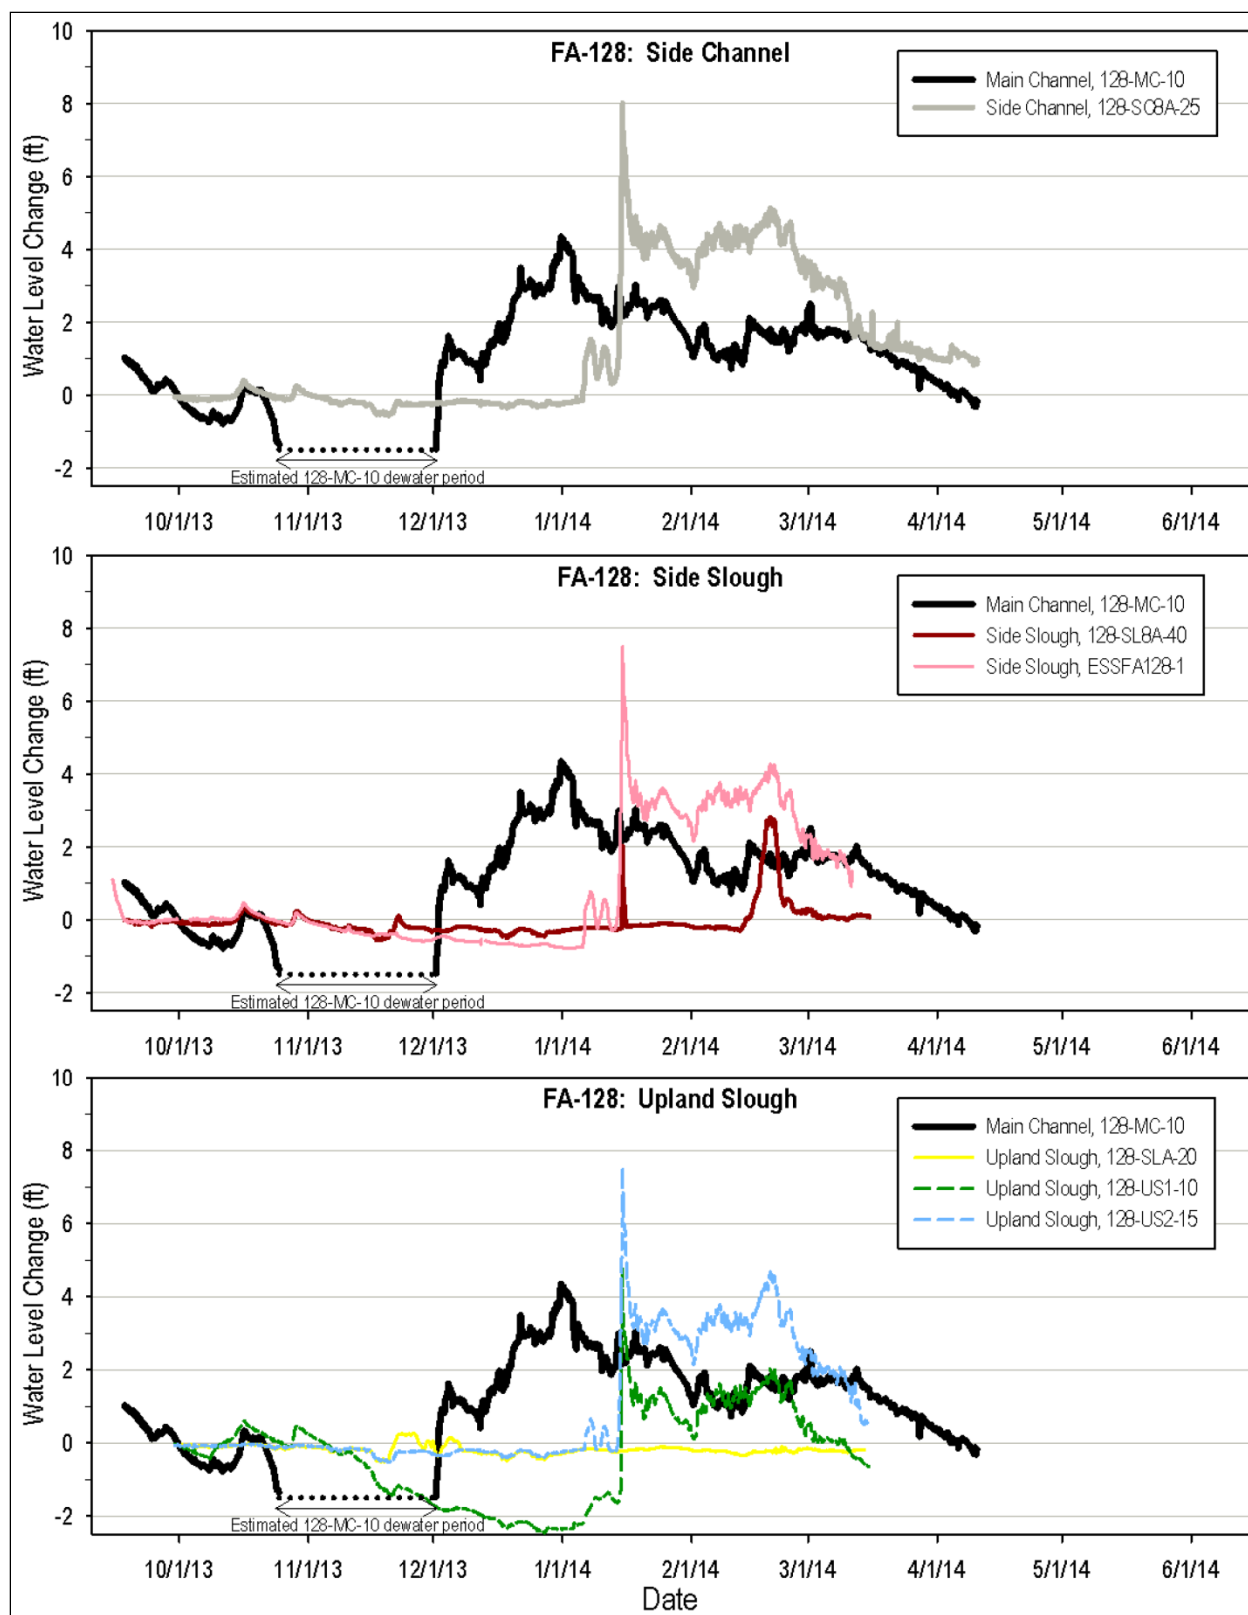 FA-128: Side Channel
Main Channel, 128-MC-10
Side Channel, 128-SC8A-25
Water Level Change (ft)
10
8
6
4
2
0
-2
Estimated 128-MC-10 dewater period
10/1/13 11/1/13 12/1/13 1/1/14 2/1/14 3/1/14 4/1/14 5/1/14 6/1/14
FA-128: Side Slough
Main Channel, 128-MC-10
Side Slough, 128-SL8A-40
Side Slough, ESSFA128-1
Water Level Change (ft)
10
8
6
4
2
0
-2
Estimated 128-MC-10 dewater period
10/1/13 11/1/13 12/1/13 1/1/14 2/1/14 3/1/14 4/1/14 5/1/14 6/1/14
FA-128: Upland Slough
Main Channel, 128-MC-10
Upland Slough, 128-SLA-20
Upland Slough, 128-US1-10
Upland Slough, 128-US2-15
Water Level Change (ft)
10
8
6
4
2
0
-2
Estimated 128-MC-10 dewater period
10/1/13 11/1/13 12/1/13 1/1/14 2/1/14 3/1/14 4/1/14 5/1/14 6/1/14
Date